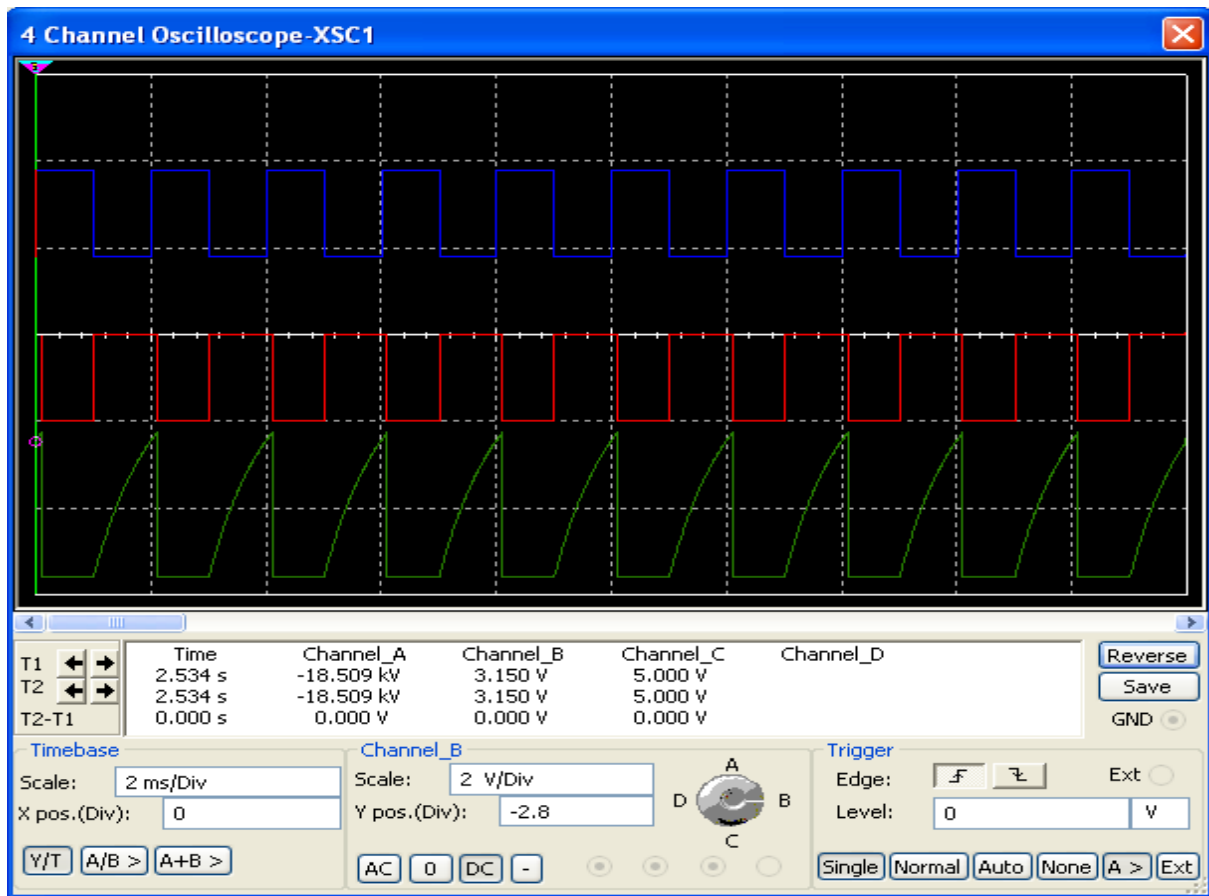 4 Channel Oscilloscope-XSC1
T1 Time Channel_A Channel_B Channel_C Channel_D Reverse
2.534 s -18.509 kV 3.150 V 5.000 V
T2 2.534 s -18.509 kV 3.150 V 5.000 V Save
T2-T1 0.000 s 0.000 V 0.000 V 0.000 V GND
Timebase Channel_B Trigger
Scale: 2 ms/Div Scale: 2 V/Div A Edge: Ext
X pos.(Div): 0 Y pos.(Div): -2.8 D B Level: 0 V
C
Y/T A/B > A+B > AC 0 DC - Single Normal Auto None A > Ext